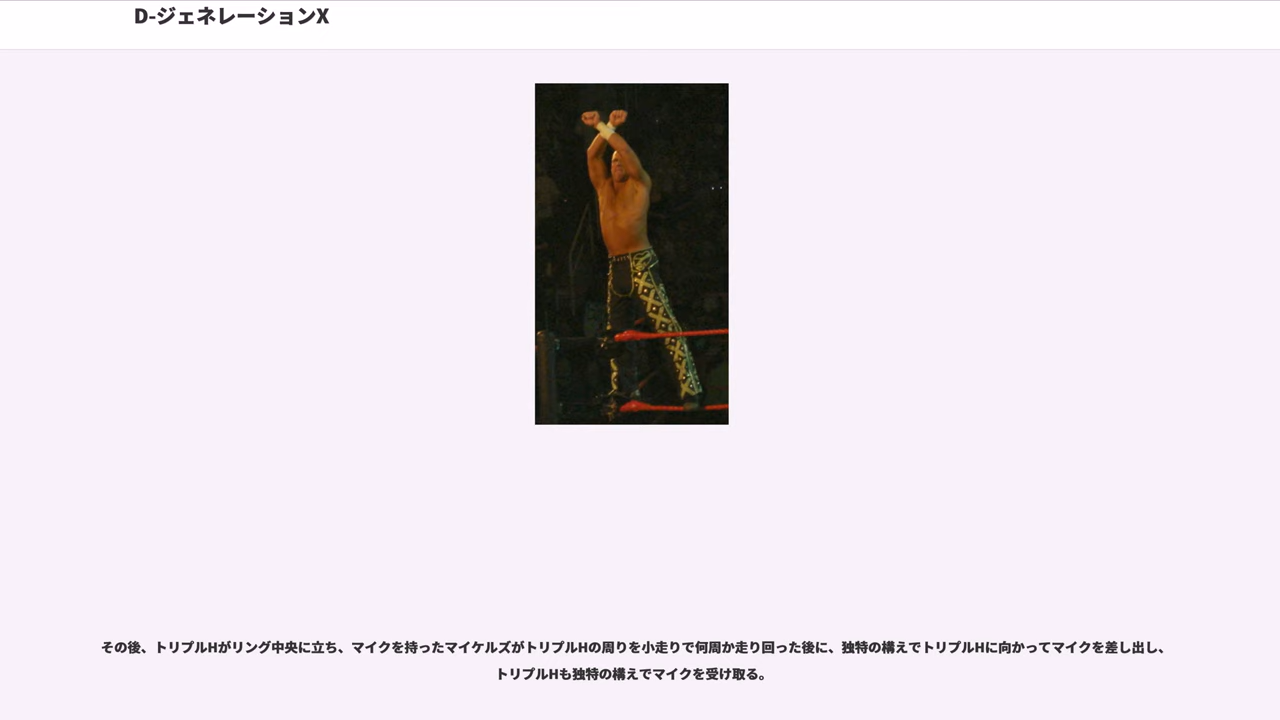 D-ジェネレーションX
その後、トリプルHがリング中央に立ち、マイクを持ったマイケルズがトリプルHの周りを小走りで何周か走り回った後に、独特の構えでトリプルHに向かってマイクを差し出し、
トリプルHも独特の構えでマイクを受け取る。